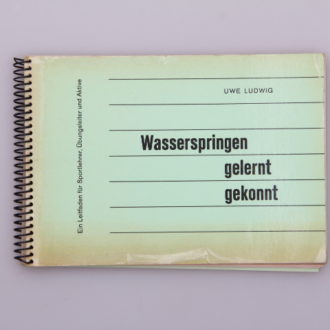 UWE LUDWIG
Wasserspringen
gelernt
gekonnt
Ein Leitfaden für Sportlehrer, Übungsleiter und Aktive